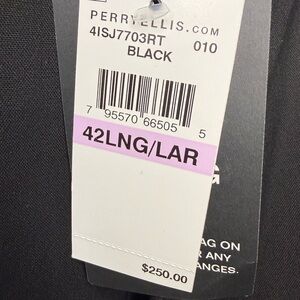 PERRYELLIS.COM
4ISJ7703RT 010
BLACK
7 95570 66505 5
42LNG/LAR
G
AG ON
R ANY
ANGES.
$250.00